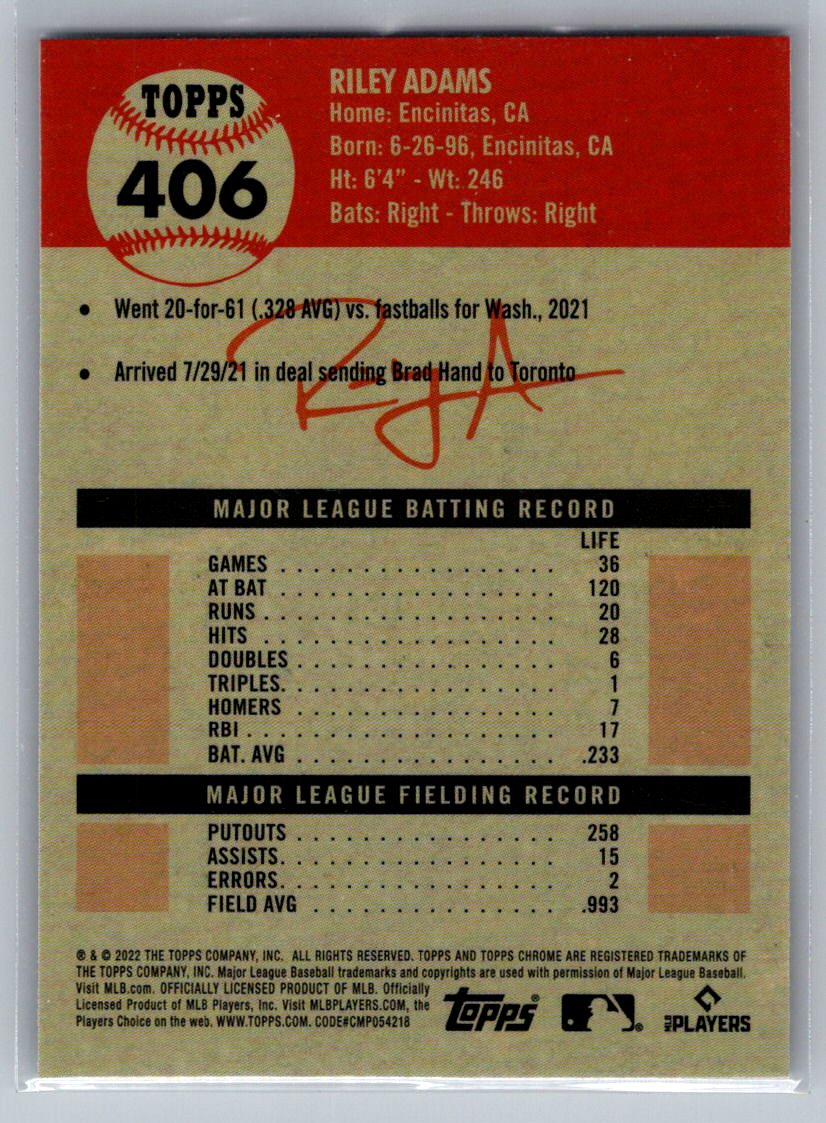 TOPPS
406
RILEY ADAMS
Home: Encinitas, CA
Born: 6-26-96, Encinitas, CA
Ht: 6'4" - Wt: 246
Bats: Right - Throws: Right
• Went 20-for-61 (.328 AVG) vs. fastballs for Wash., 2021
• Arrived 7/29/21 in deal sending Brad Hand to Toronto
MAJOR LEAGUE BATTING RECORD
LIFE
GAMES . . . . . . . . . . . . . . . . . 36
AT BAT . . . . . . . . . . . . . . . . . 120
RUNS . . . . . . . . . . . . . . . . . . 20
HITS . . . . . . . . . . . . . . . . . . 28
DOUBLES . . . . . . . . . . . . . . . . 6
TRIPLES. . . . . . . . . . . . . . . . . 1
HOMERS . . . . . . . . . . . . . . . . 7
RBI . . . . . . . . . . . . . . . . . . . 17
BAT. AVG . . . . . . . . . . . . . . . .233
MAJOR LEAGUE FIELDING RECORD
PUTOUTS . . . . . . . . . . . . . . . . 258
ASSISTS. . . . . . . . . . . . . . . . . 15
ERRORS. . . . . . . . . . . . . . . . . 2
FIELD AVG . . . . . . . . . . . . . . .993
® & © 2022 THE TOPPS COMPANY, INC. ALL RIGHTS RESERVED. TOPPS AND TOPPS CHROME ARE REGISTERED TRADEMARKS OF
THE TOPPS COMPANY, INC. Major League Baseball trademarks and copyrights are used with permission of Major League Baseball.
Visit MLB.com. OFFICIALLY LICENSED PRODUCT OF MLB. Officially
Licensed Product of MLB Players, Inc. Visit MLBPLAYERS.COM, the
Players Choice on the web. WWW.TOPPS.COM. CODE#CMP054218
Topps®
MLB PLAYERS